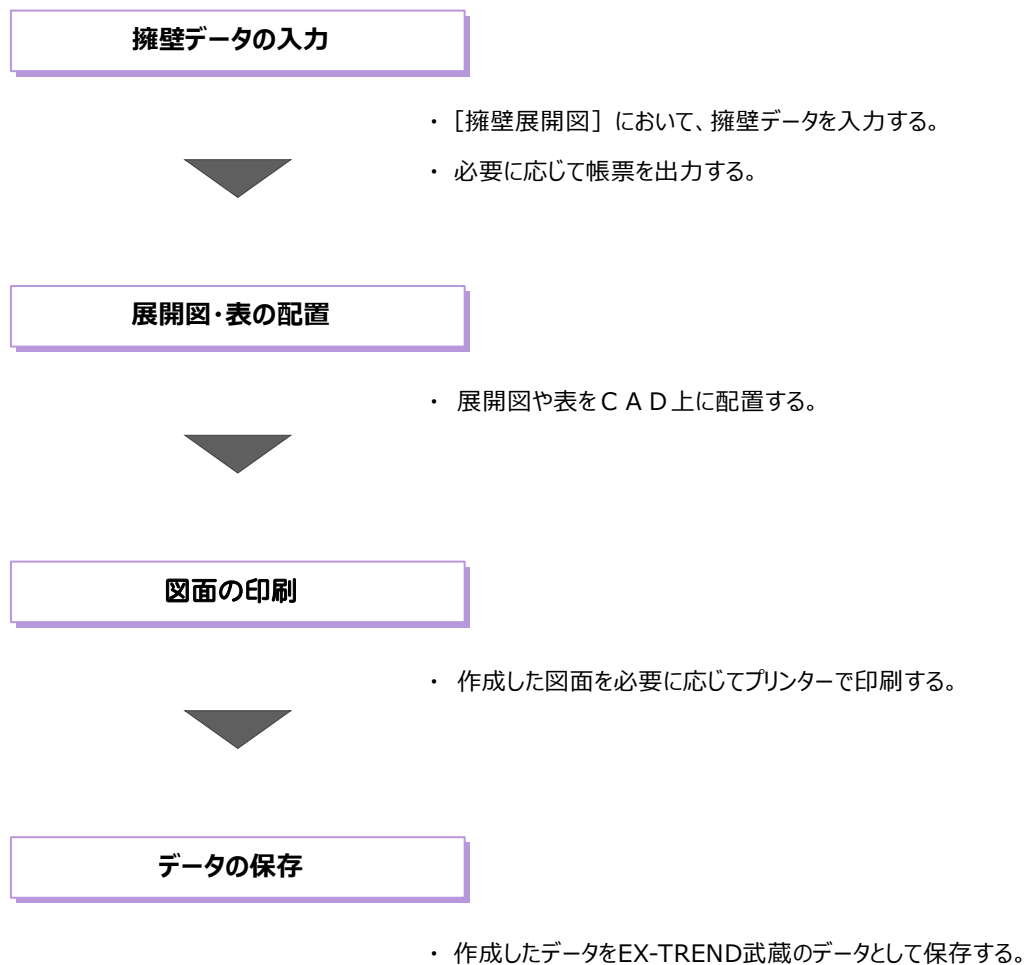 擁壁データの入力
・ ［擁壁展開図］ において、擁壁データを入力する。
・ 必要に応じて帳票を出力する。
展開図・表の配置
・ 展開図や表をＣＡＤ上に配置する。
図面の印刷
・ 作成した図面を必要に応じてプリンターで印刷する。
データの保存
・ 作成したデータをEX-TREND武蔵のデータとして保存する。